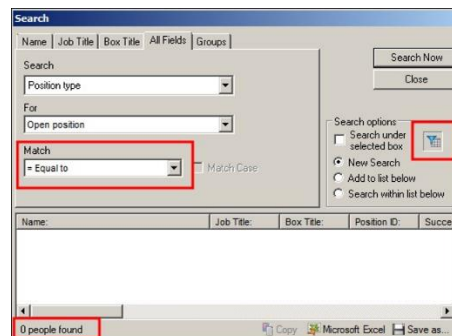 Search
Name Job Title Box Title All Fields Groups
Search
Position type
For
Open position
Match
= Equal to
Match Case
Search Now
Close
Search options
Search under
selected box
New Search
Add to list below
Search within list below
Name: Job Title: Box Title: Position ID: Succe
0 people found Copy Microsoft Excel Save as...